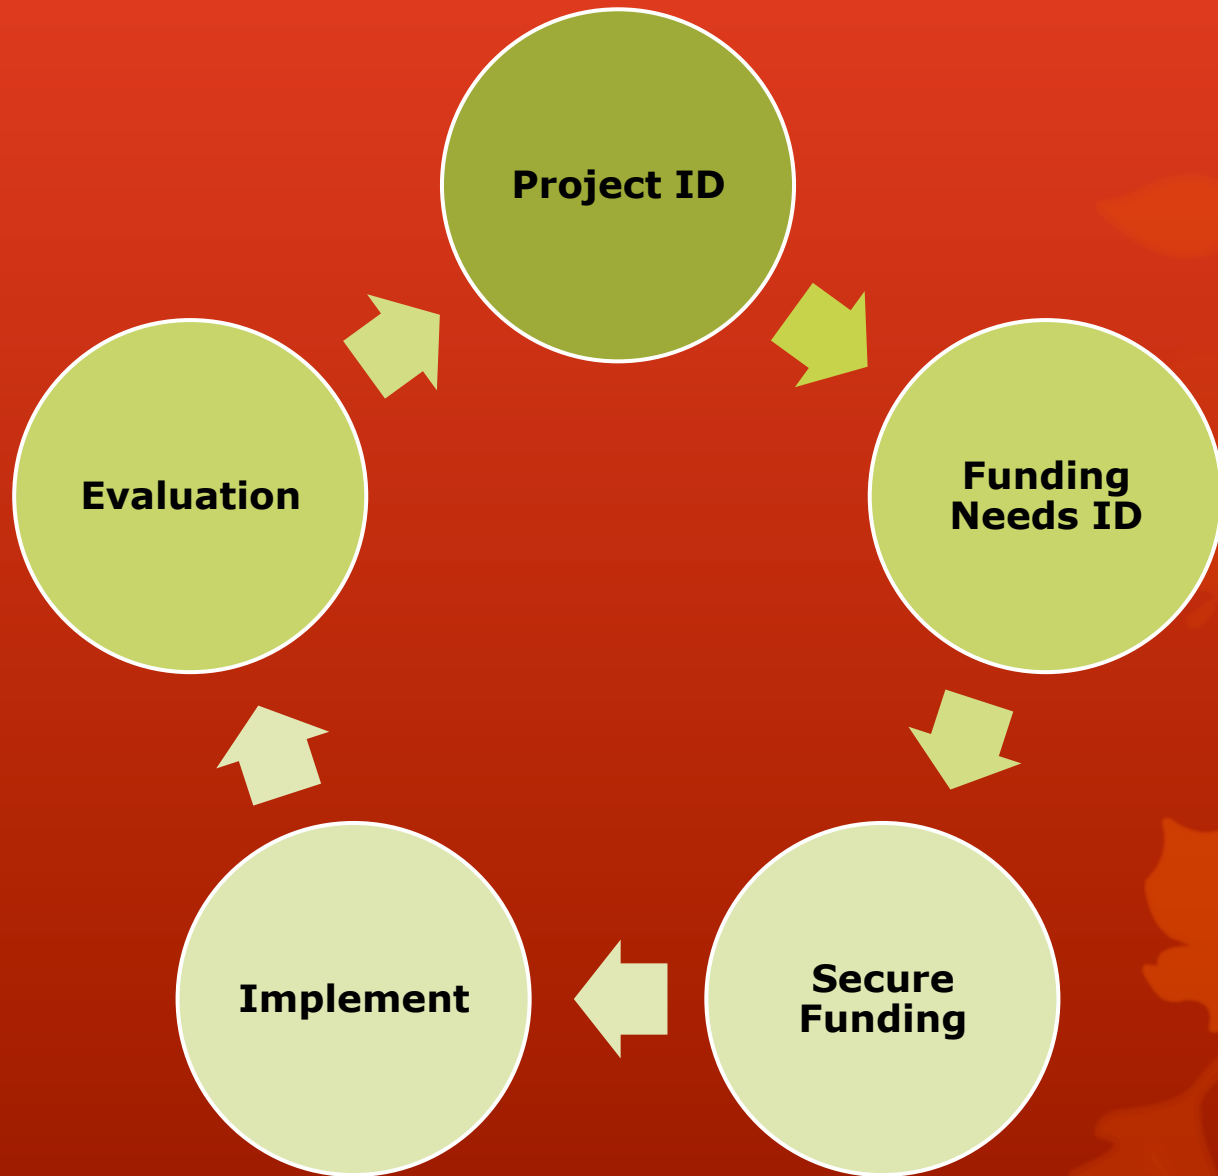 Project ID
Funding
Needs ID
Secure
Funding
Implement
Evaluation